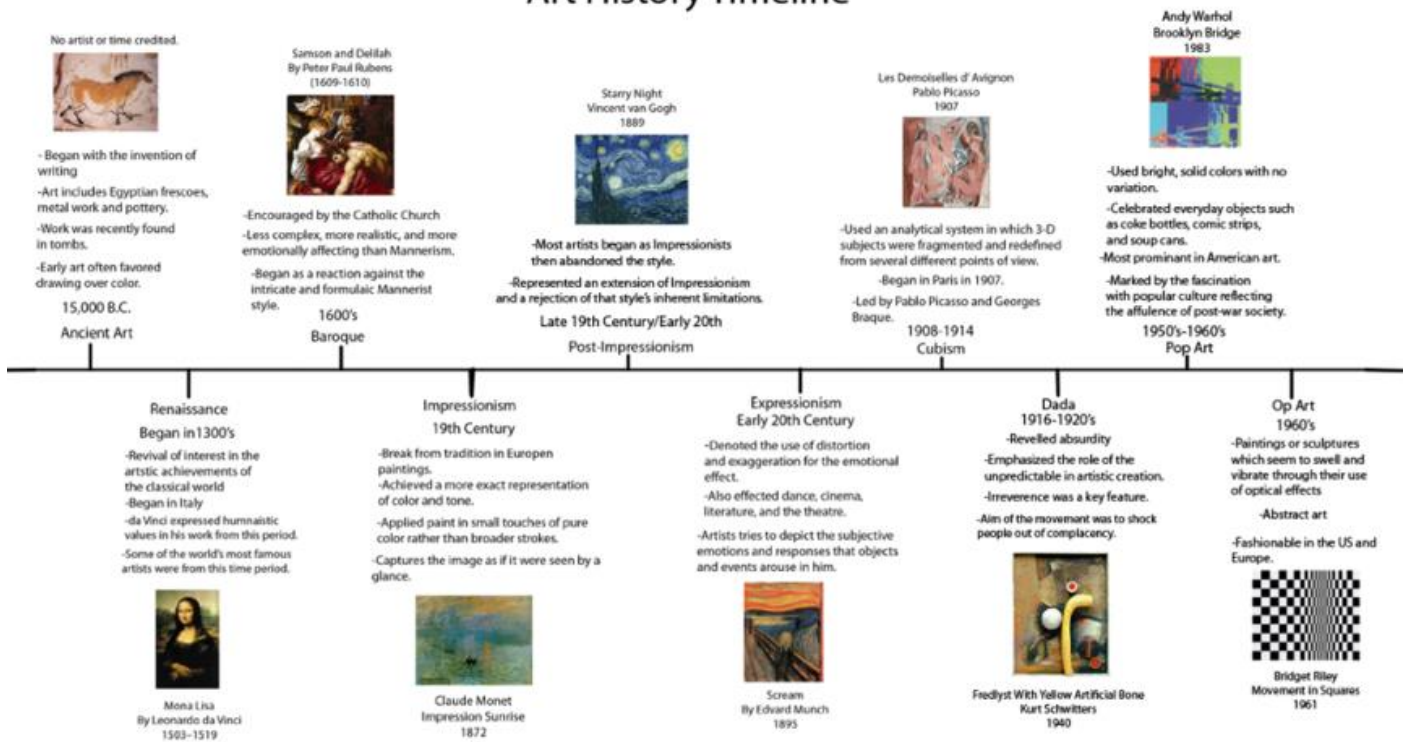 Art History Timeline
No artist or time credited.
- Began with the invention of
writing
-Art includes Egyptian frescoes,
metal work and pottery.
-Work was recently found
in tombs.
-Early art often favored
drawing over color.
15,000 B.C.
Ancient Art
Samson and Delilah
By Peter Paul Rubens
(1609-1610)
-Encouraged by the Catholic Church
-Less complex, more realistic, and more
emotionally affecting than Mannerism.
-Began as a reaction against the
intricate and formulaic Mannerist
style.
1600's
Baroque
Starry Night
Vincent van Gogh
1889
-Most artists began as Impressionists
then abandoned the style.
-Represented an extension of Impressionism
and a rejection of that style's inherent limitations.
Late 19th Century/Early 20th
Post-Impressionism
Les Demoiselles d' Avignon
Pablo Picasso
1907
-Used an analytical system in which 3-D
subjects were fragmented and redefined
from several different points of view.
-Began in Paris in 1907.
-Led by Pablo Picasso and Georges
Braque.
1908-1914
Cubism
Andy Warhol
Brooklyn Bridge
1983
-Used bright, solid colors with no
variation.
-Celebrated everyday objects such
as coke bottles, comic strips,
and soup cans.
-Most prominent in American art.
-Marked by the fascination
with popular culture reflecting
the affulence of post-war society.
1950's-1960's
Pop Art
Renaissance
Began in1300's
-Revival of interest in the
artstic achievements of
the classical world
-Began in Italy
-da Vinci expressed humnaistic
values in his work from this period.
-Some of the world's most famous
artists were from this time period.
Mona Lisa
By Leonardo da Vinci
1503-1519
Impressionism
19th Century
-Break from tradition in Europen
paintings.
-Achieved a more exact representation
of color and tone.
-Applied paint in small touches of pure
color rather than broader strokes.
-Captures the image as if it were seen by a
glance.
Claude Monet
Impression Sunrise
1872
Expressionism
Early 20th Century
-Denoted the use of distortion
and exaggeration for the emotional
effect.
-Also effected dance, cinema,
literature, and the theatre.
-Artists tries to depict the subjective
emotions and responses that objects
and events arouse in him.
Scream
By Edvard Munch
1895
Dada
1916-1920's
-Revelled absurdity
-Emphasized the role of the
unpredictable in artistic creation.
-Irreverence was a key feature.
-Aim of the movement was to shock
people out of complacency.
Fredlyst With Yellow Artificial Bone
Kurt Schwitters
1940
Op Art
1960's
-Paintings or sculptures
which seem to swell and
vibrate through their use
of optical effects
-Abstract art
-Fashionable in the US and
Europe.
Bridget Riley
Movement in Squares
1961